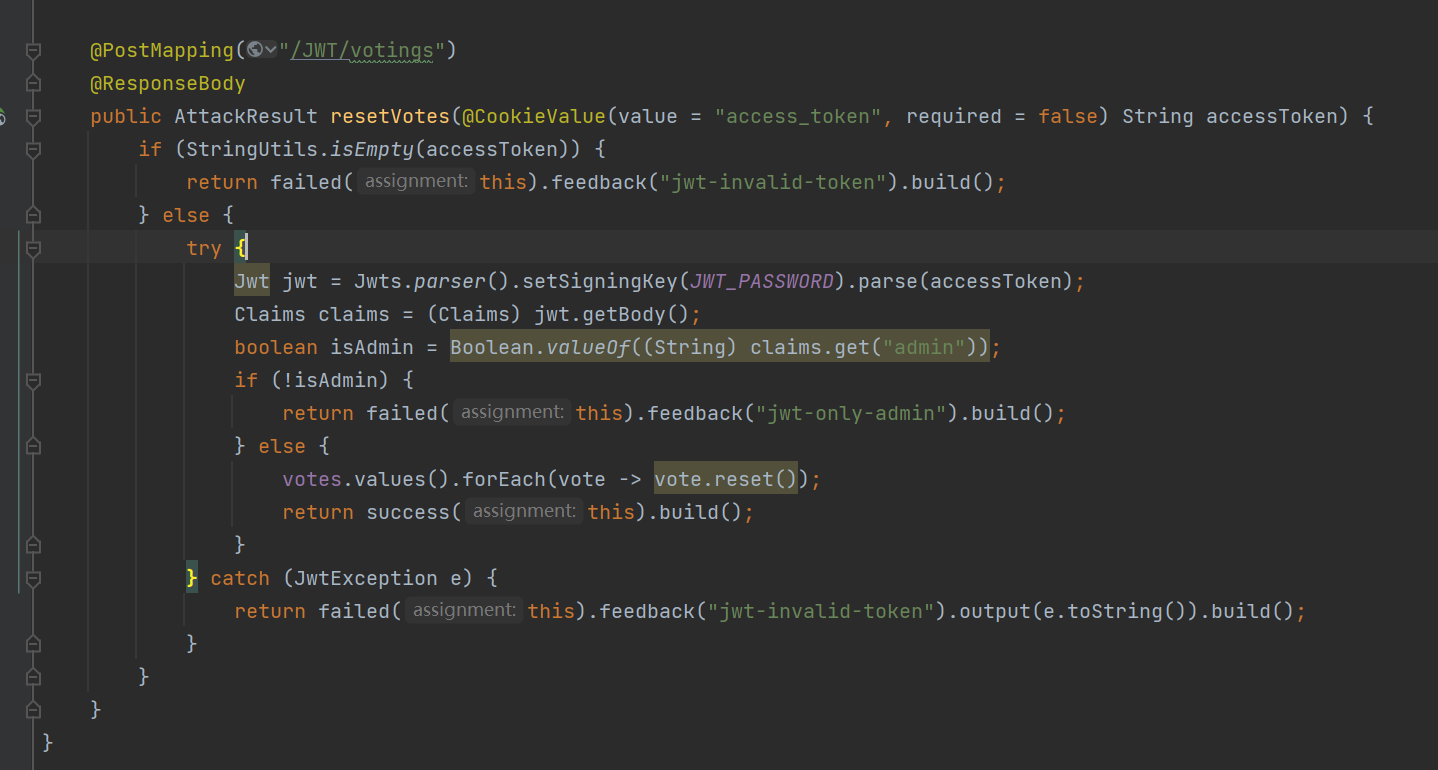 @PostMapping("/JWT/votings")
@ResponseBody
public AttackResult resetVotes(@CookieValue(value = "access_token", required = false) String accessToken) {
if (StringUtils.isEmpty(accessToken)) {
return failed( assignment: this).feedback("jwt-invalid-token").build();
} else {
try {
Jwt jwt = Jwts.parser().setSigningKey(JWT_PASSWORD).parse(accessToken);
Claims claims = (Claims) jwt.getBody();
boolean isAdmin = Boolean.valueOf((String) claims.get("admin"));
if (!isAdmin) {
return failed( assignment: this).feedback("jwt-only-admin").build();
} else {
votes.values().forEach(vote -> vote.reset());
return success( assignment: this).build();
}
} catch (JwtException e) {
return failed( assignment: this).feedback("jwt-invalid-token").output(e.toString()).build();
}
}
}
}